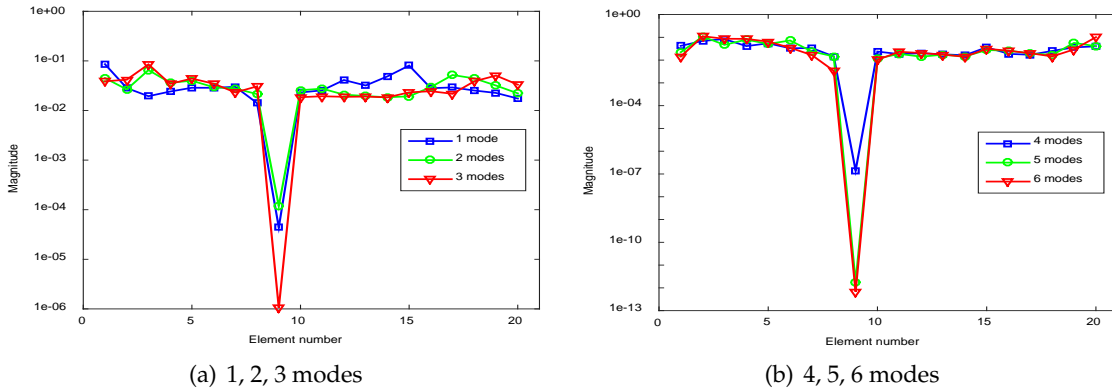 1e-01
1e-02
1e-03
1e-04
1e-05
1e-06
Magnitude
1 mode
2 modes
3 modes
0
5
10
15
20
Element number
(a) 1, 2, 3 modes
1e+00
1e-04
1e-07
1e-10
1e-13
Magnitude
4 modes
5 modes
6 modes
0
5
10
15
20
Element number
(b) 4, 5, 6 modes